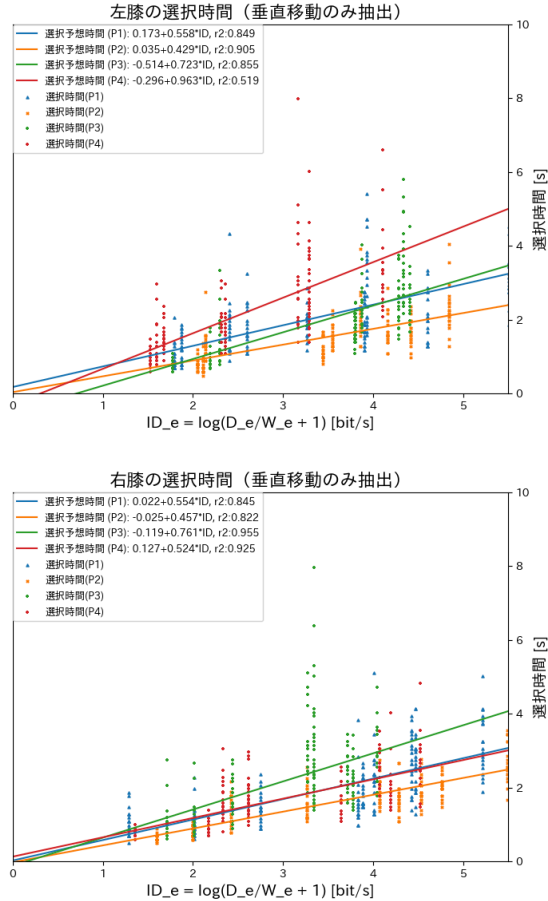 左膝の選択時間（垂直移動のみ抽出）
選択予想時間 (P1): 0.173+0.558*ID, r2:0.849
選択予想時間 (P2): 0.035+0.429*ID, r2:0.905
選択予想時間 (P3): -0.514+0.723*ID, r2:0.855
選択予想時間 (P4): -0.296+0.963*ID, r2:0.519
選択時間(P1)
選択時間(P2)
選択時間(P3)
選択時間(P4)
10
8
6
4
2
0
選択時間 [s]
0 1 2 3 4 5
ID_e = log(D_e/W_e + 1) [bit/s]
右膝の選択時間（垂直移動のみ抽出）
選択予想時間 (P1): 0.022+0.554*ID, r2:0.845
選択予想時間 (P2): -0.025+0.457*ID, r2:0.822
選択予想時間 (P3): -0.119+0.761*ID, r2:0.955
選択予想時間 (P4): 0.127+0.524*ID, r2:0.925
選択時間(P1)
選択時間(P2)
選択時間(P3)
選択時間(P4)
10
8
6
4
2
0
選択時間 [s]
0 1 2 3 4 5
ID_e = log(D_e/W_e + 1) [bit/s]